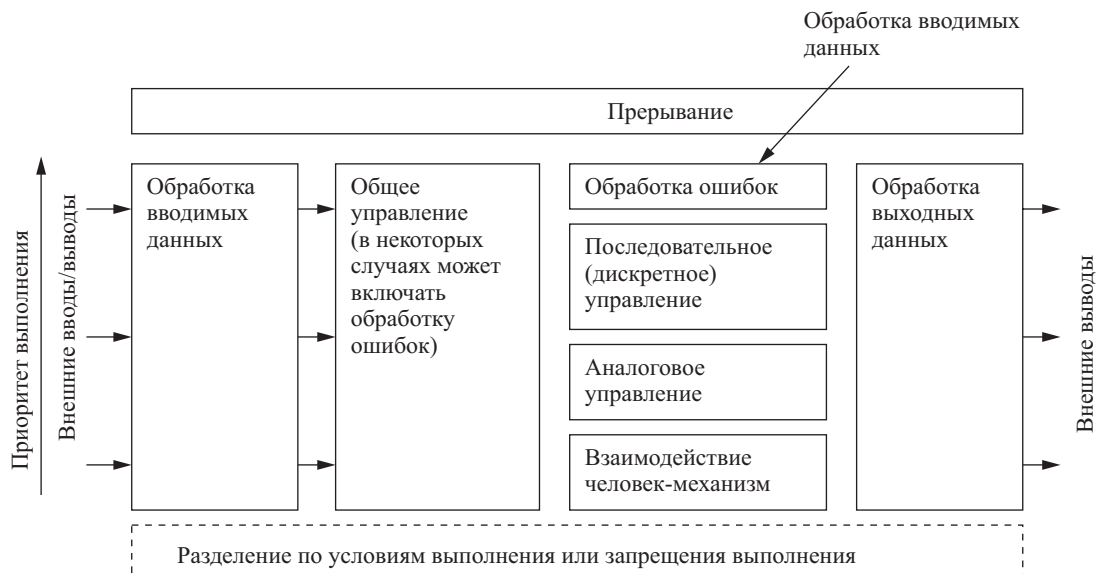 Обработка вводимых
данных
Прерывание
Приоритет выполнения
Внешние вводы/выводы
Обработка
вводимых
данных
Общее
управление
(в некоторых
случаях может
включать
обработку
ошибок)
Обработка ошибок
Последовательное
(дискретное)
управление
Аналоговое
управление
Взаимодействие
человек-механизм
Обработка
выходных
данных
Внешние выводы
Разделение по условиям выполнения или запрещения выполнения